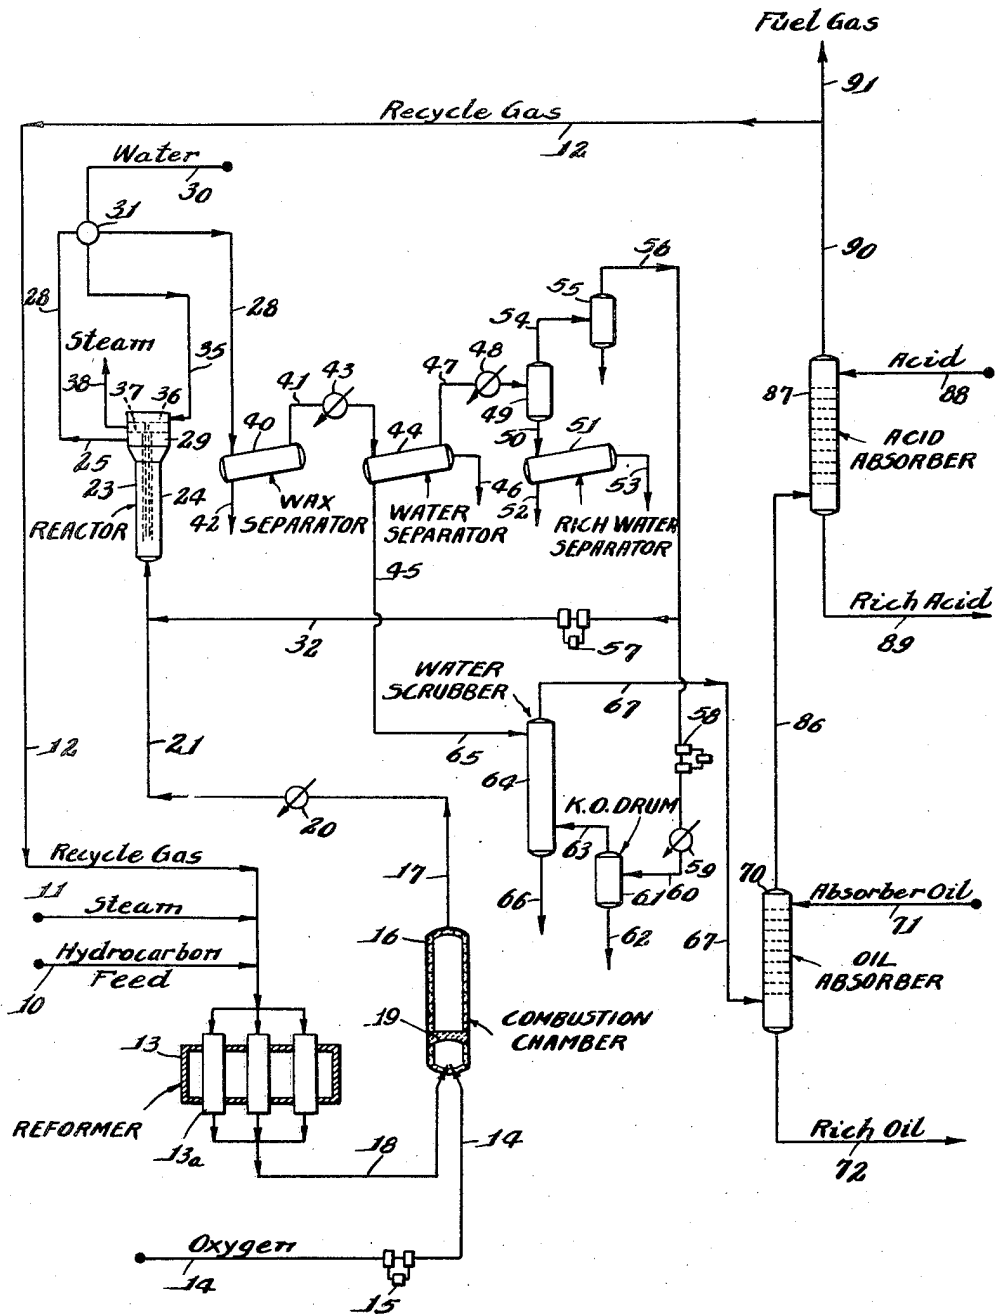 Fuel Gas
91
Recycle Gas
12
Water
30
31
90
56
55
28
28
54
Steam
35
47
48
43
41
38
37
36
Acid
88
87
49
40
44
50
51
29
25
ACID
ABSORBER
23
24
46
53
42
52
WAX
SEPARATOR
WATER
SEPARATOR
RICH WATER
SEPARATOR
REACTOR
45
Rich Acid
89
32
57
WATER
SCRUBBER
67
86
58
12
21
65
64
K.O. DRUM
20
63
59
Recycle Gas
17
70
60
61
11
Steam
66
Absorber Oil
71
62
67
16
Hydrocarbon
Feed
10
OIL
ABSORBER
19
COMBUSTION
CHAMBER
13
REFORMER
13a
18
14
Rich Oil
72
Oxygen
14
15